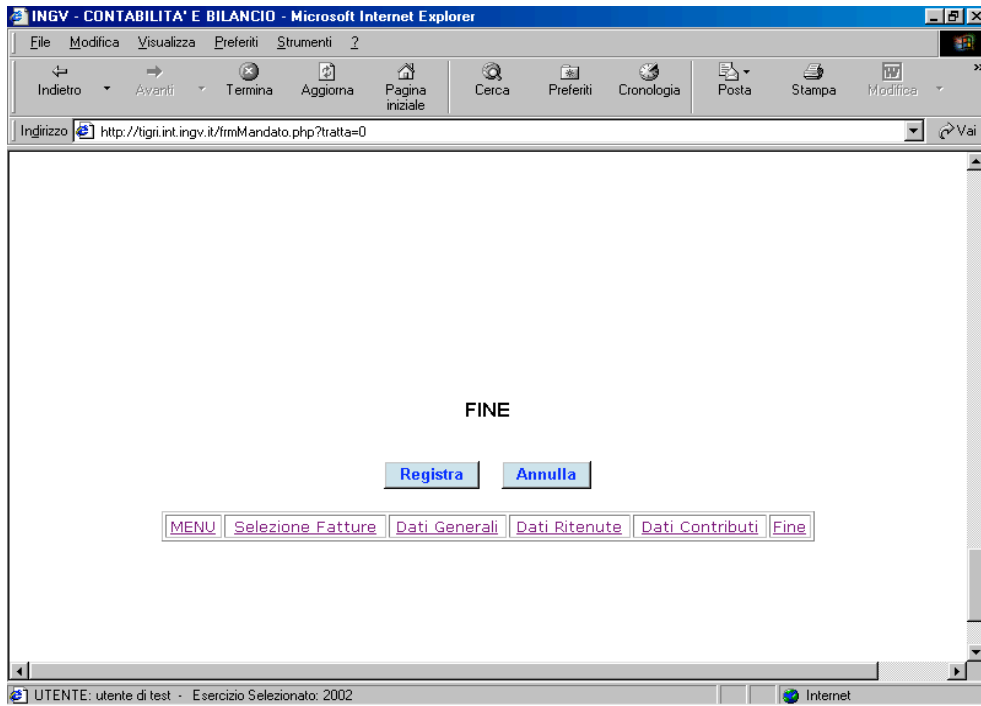 INGV - CONTABILITA' E BILANCIO - Microsoft Internet Explorer
File Modifica Visualizza Preferiti Strumenti ?
Indietro Avanti Termina Aggiorna Pagina iniziale Cerca Preferiti Cronologia Posta Stampa Modifica »
Indirizzo http://tigri.int.ingv.it/frmMandato.php?tratta=0 Vai
FINE
Registra Annulla
MENU Selezione Fatture Dati Generali Dati Ritenute Dati Contributi Fine
UTENTE: utente di test - Esercizio Selezionato: 2002 Internet